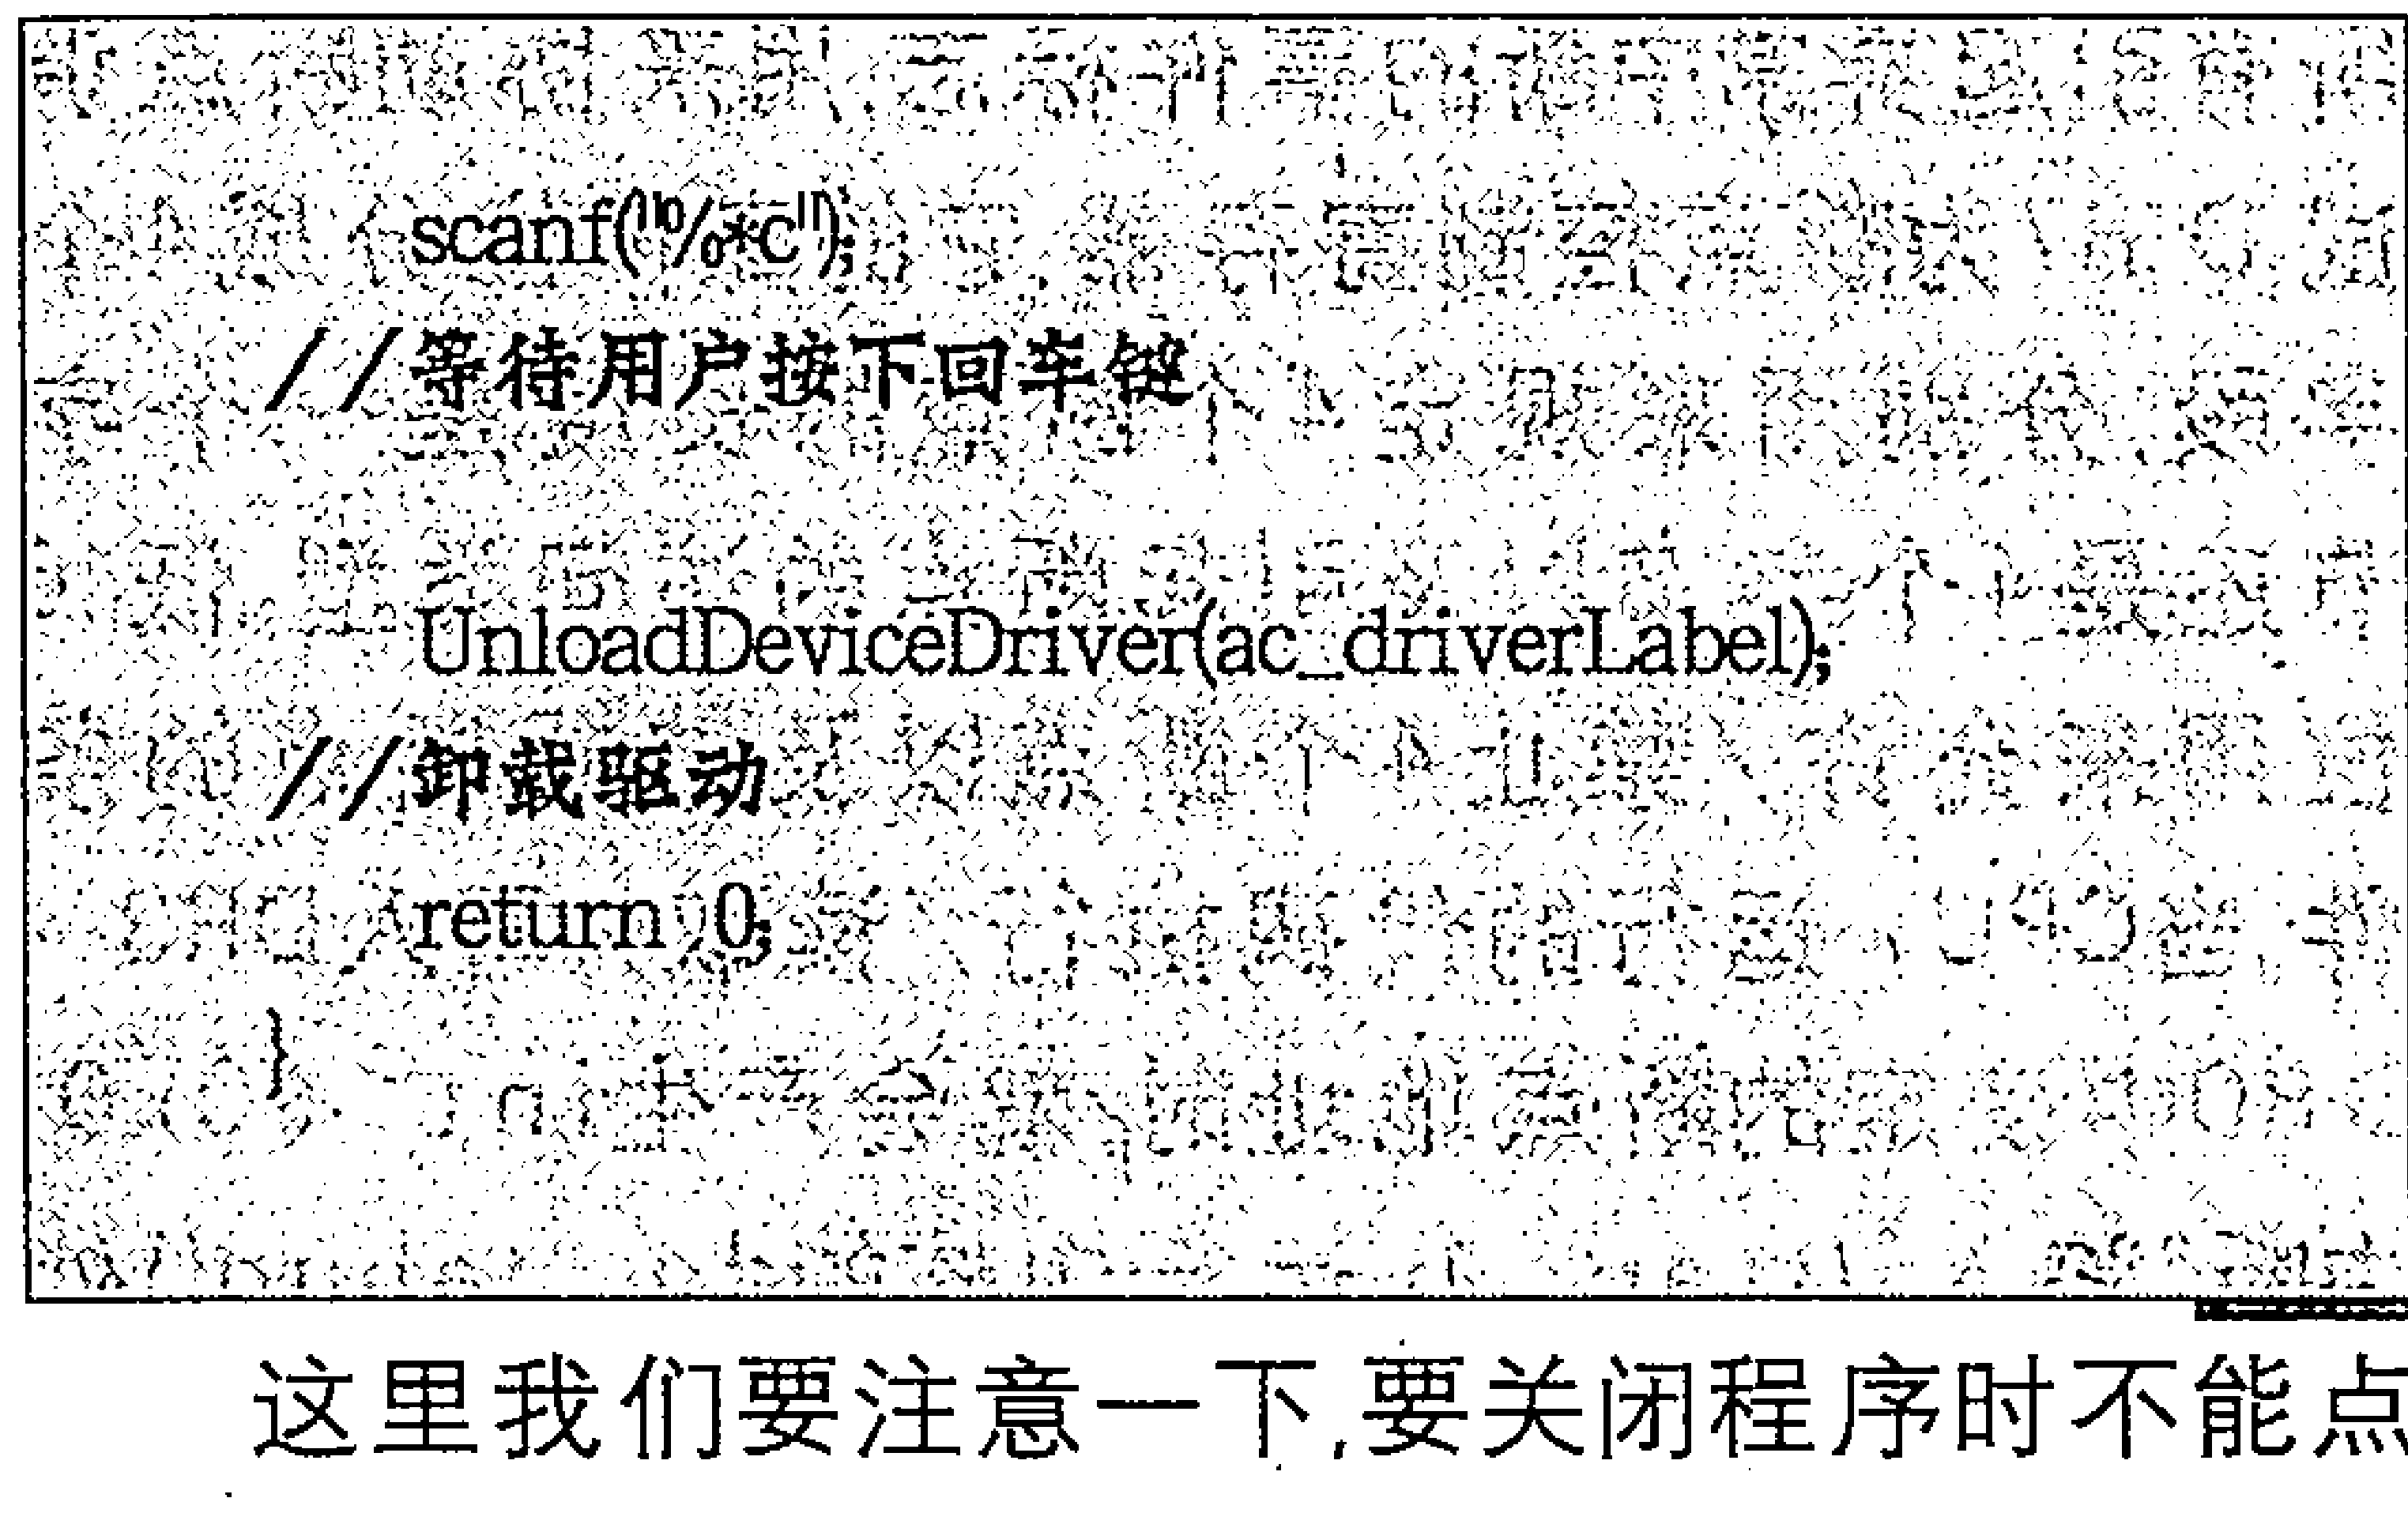 scanf("%*c");
//等待用户按下回车键
UnloadDeviceDriver(ac_driverLabel);
//卸载驱动
return 0;
}
这里我们要注意一下,要关闭程序时不能点